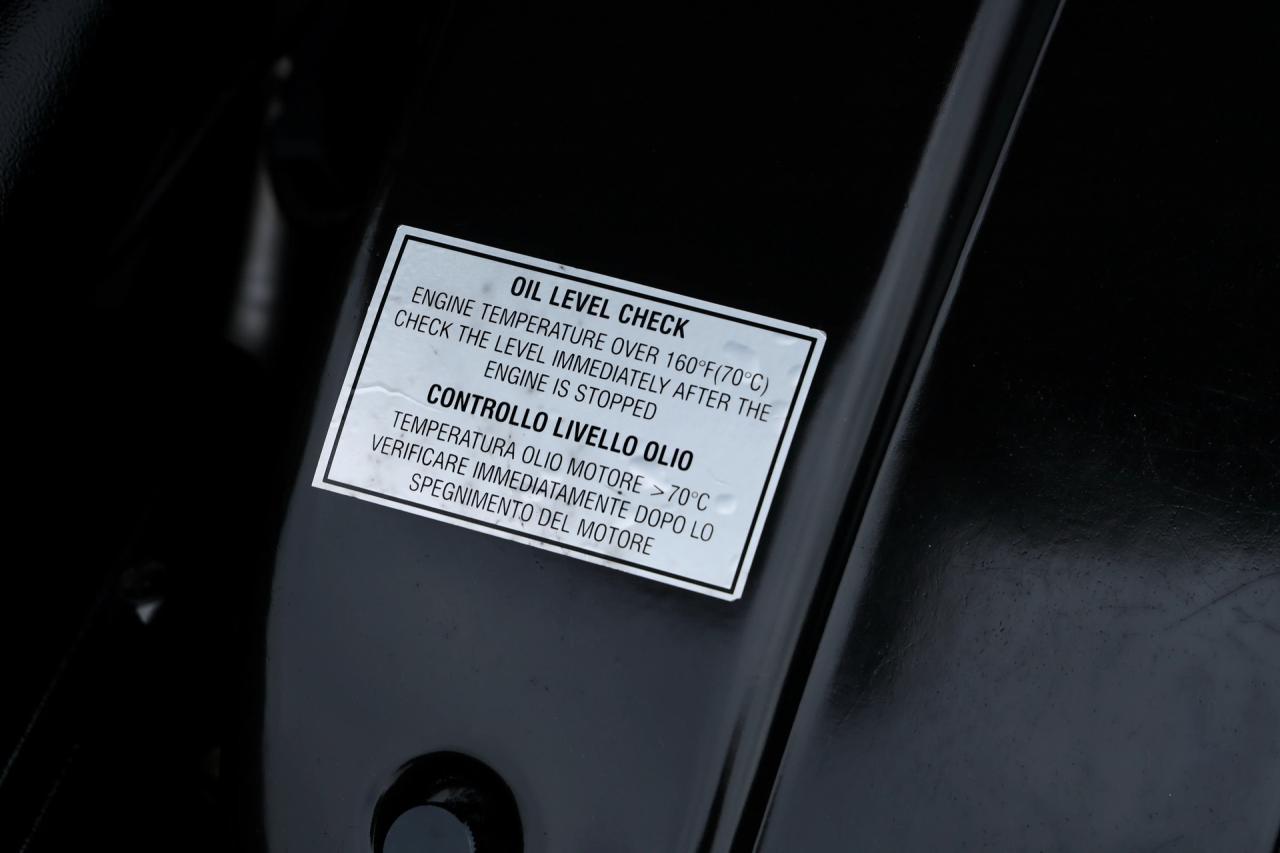 OIL LEVEL CHECK
ENGINE TEMPERATURE OVER 160°F(70°C)
CHECK THE LEVEL IMMEDIATELY AFTER THE
ENGINE IS STOPPED
CONTROLLO LIVELLO OLIO
TEMPERATURA OLIO MOTORE >70°C
VERIFICARE IMMEDIATAMENTE DOPO LO
SPEGNIMENTO DEL MOTORE